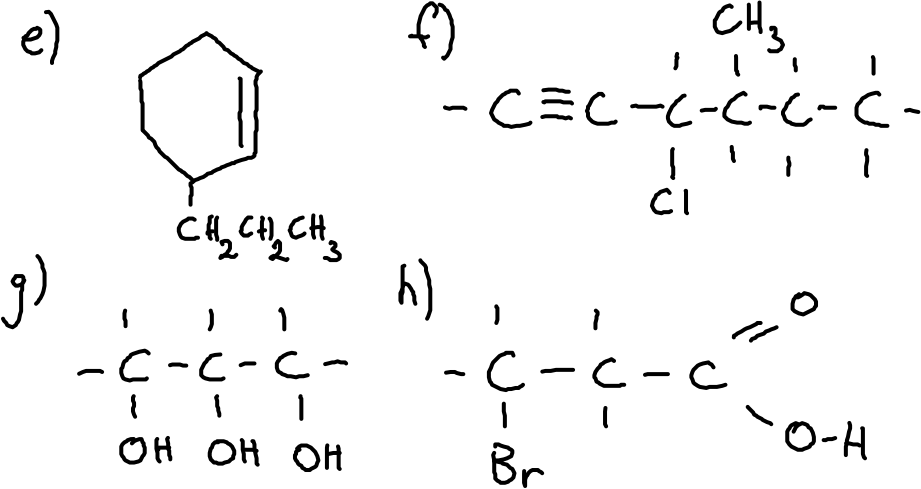 e)
CH₂CH₂CH₃
f)
CH₃
- C≡C-C-C-C-C-
Cl
g)
-C-C-C-
OH OH OH
h)
O
-C-C-C
O-H
Br